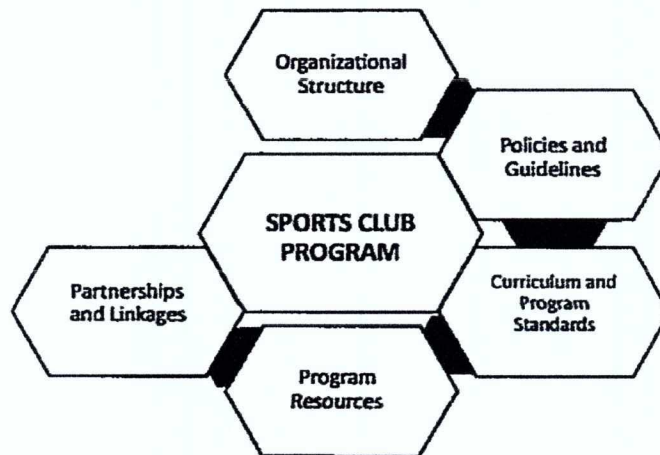 Organizational
Structure
Policies and
Guidelines
SPORTS CLUB
PROGRAM
Partnerships
and Linkages
Curriculum and
Program
Standards
Program
Resources